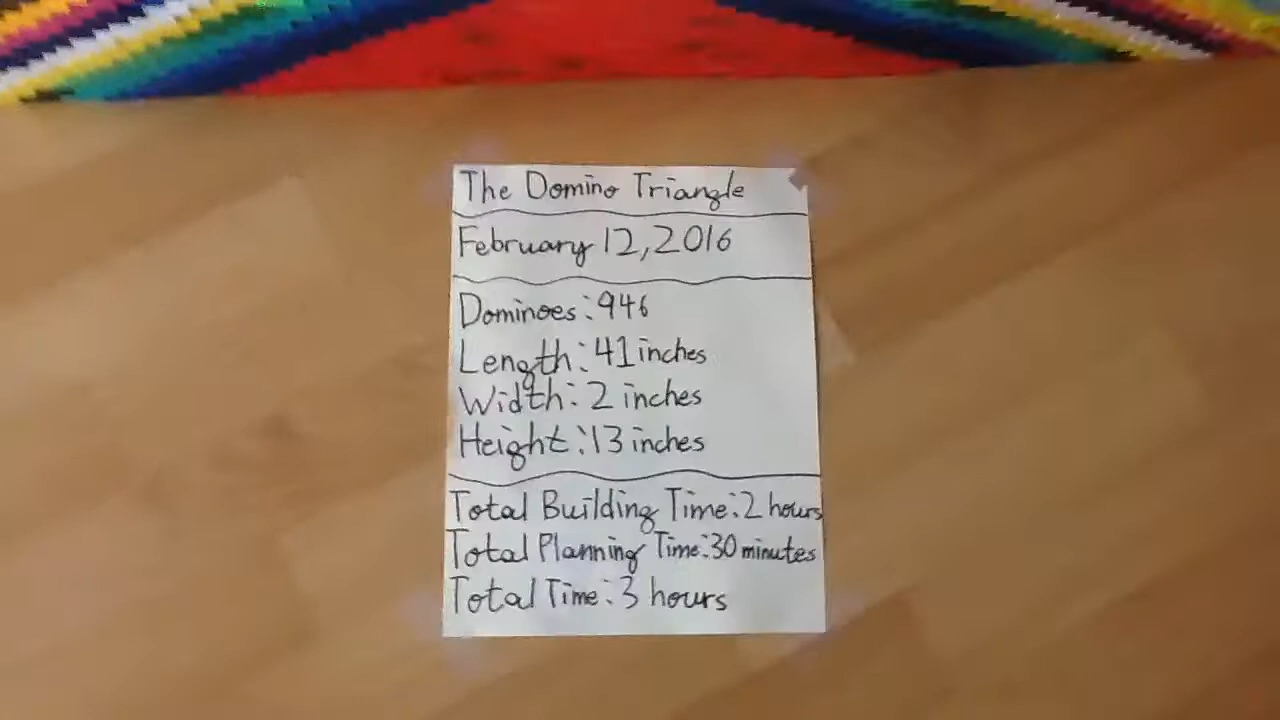 The Domino Triangle
February 12, 2016
Dominoes: 946
Length: 41 inches
Width: 2 inches
Height: 13 inches
Total Building Time: 2 hours
Total Planning Time: 30 minutes
Total Time: 3 hours